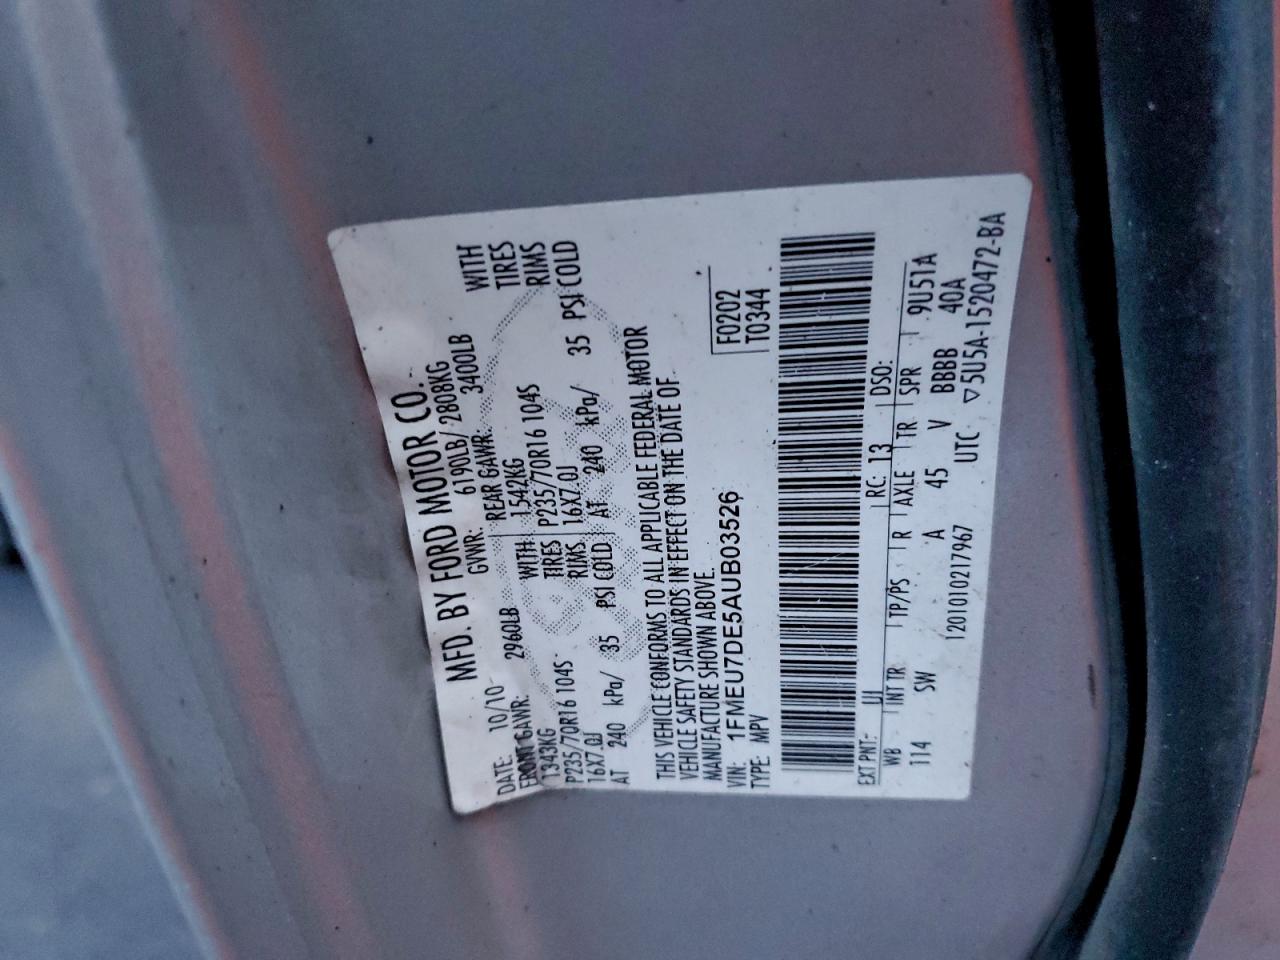 MFD. BY FORD MOTOR CO.
DATE: 10/10 GVWR: 6190LB/ 2808KG
FRONT GAWR: 2960LB REAR GAWR: 3400LB WITH
1343KG WITH 1542KG TIRES
P235/70R16 104S TIRES P235/70R16 104S RIMS
16X7.0J RIMS 16X7.0J
AT 240 kPa/ 35 PSI COLD AT 240 kPa/ 35 PSI COLD
THIS VEHICLE CONFORMS TO ALL APPLICABLE FEDERAL MOTOR
VEHICLE SAFETY STANDARDS IN EFFECT ON THE DATE OF
MANUFACTURE SHOWN ABOVE.
VIN: 1FMEU7DE5AUB03526 F0202
TYPE: MPV T0344
EXT PNT: UJ RC: 13 DSO:
WB INT TR TP/PS R AXLE TR SPR 9U51A
114 SW A 45 V BBBB 40A
1201010217967 UTC ▽5U5A-1520472-BA